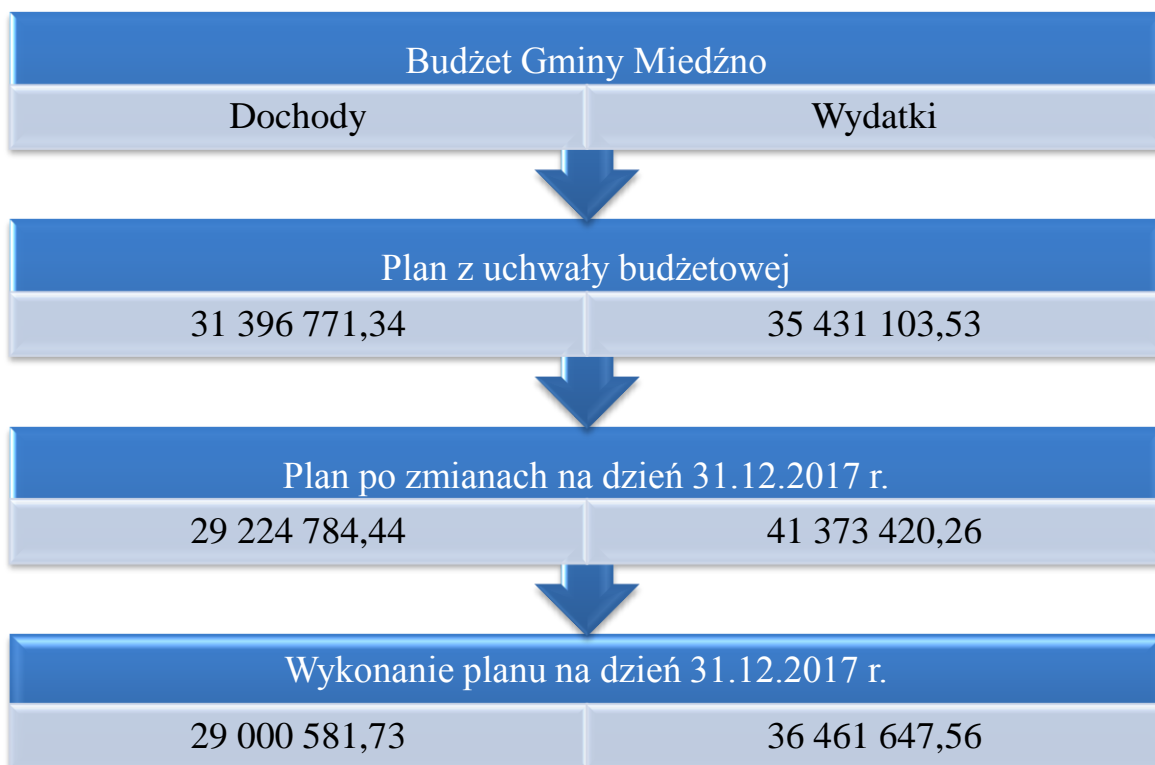 Budżet Gminy Miedźno
Dochody Wydatki
Plan z uchwały budżetowej
31 396 771,34 35 431 103,53
Plan po zmianach na dzień 31.12.2017 r.
29 224 784,44 41 373 420,26
Wykonanie planu na dzień 31.12.2017 r.
29 000 581,73 36 461 647,56